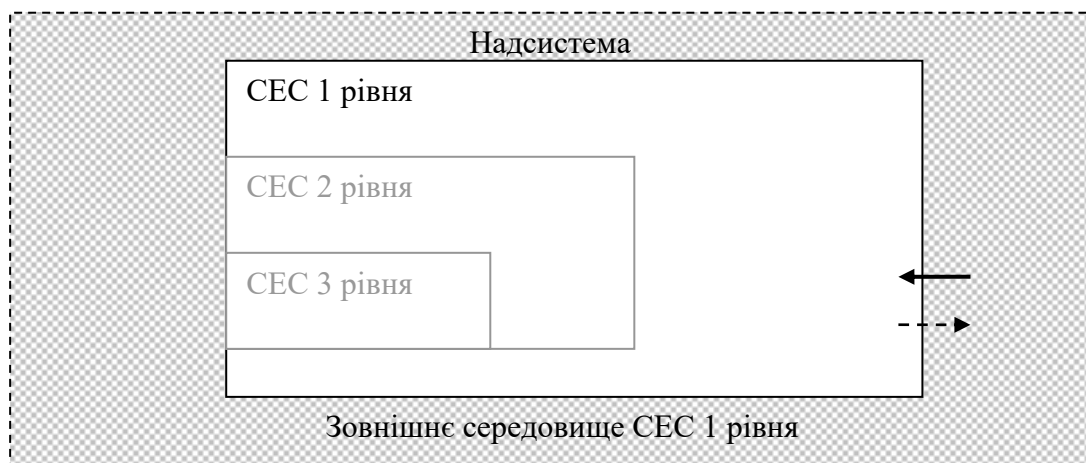 Надсистема
СЕС 1 рівня
СЕС 2 рівня
СЕС 3 рівня
Зовнішнє середовище СЕС 1 рівня